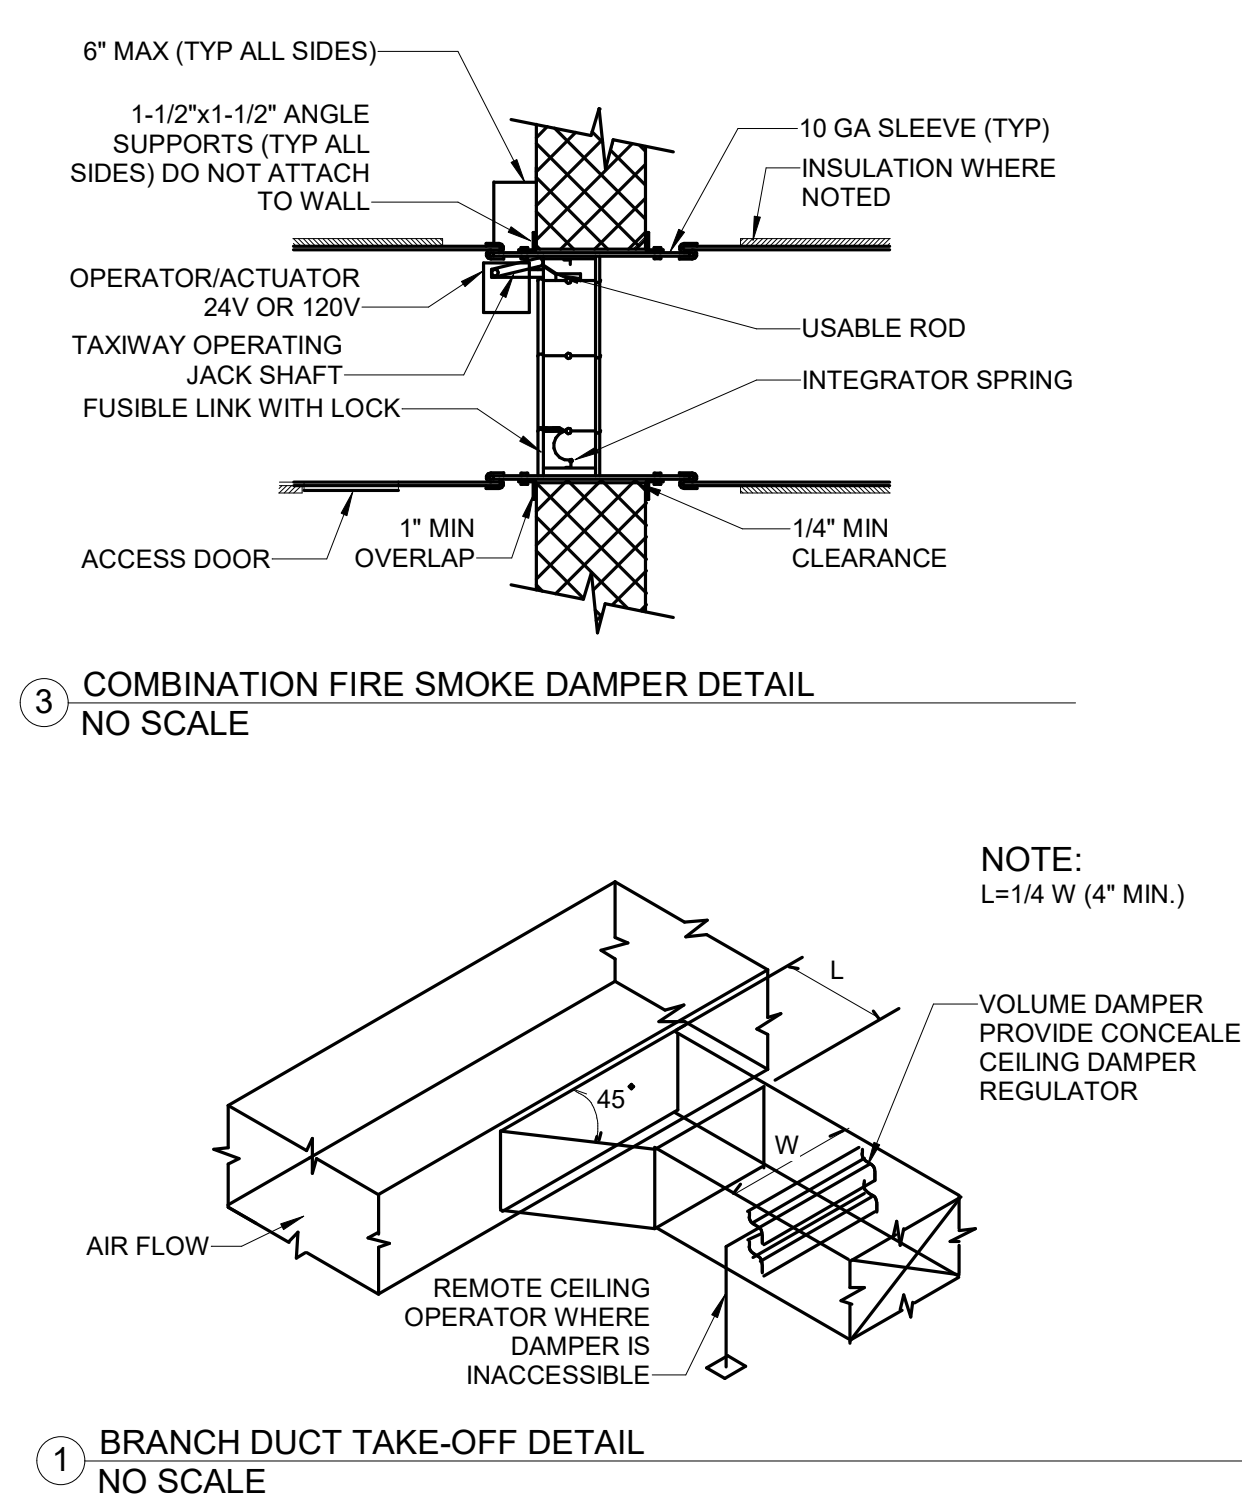 6" MAX (TYP ALL SIDES)
1-1/2"x1-1/2" ANGLE
SUPPORTS (TYP ALL
SIDES) DO NOT ATTACH
TO WALL
OPERATOR/ACTUATOR
24V OR 120V
TAXIWAY OPERATING
JACK SHAFT
FUSIBLE LINK WITH LOCK
ACCESS DOOR
1" MIN
OVERLAP
10 GA SLEEVE (TYP)
INSULATION WHERE
NOTED
USABLE ROD
INTEGRATOR SPRING
1/4" MIN
CLEARANCE
3
COMBINATION FIRE SMOKE DAMPER DETAIL
NO SCALE
NOTE:
L=1/4 W (4" MIN.)
L
VOLUME DAMPER
PROVIDE CONCEALE
CEILING DAMPER
REGULATOR
45°
W
AIR FLOW
REMOTE CEILING
OPERATOR WHERE
DAMPER IS
INACCESSIBLE
1
BRANCH DUCT TAKE-OFF DETAIL
NO SCALE